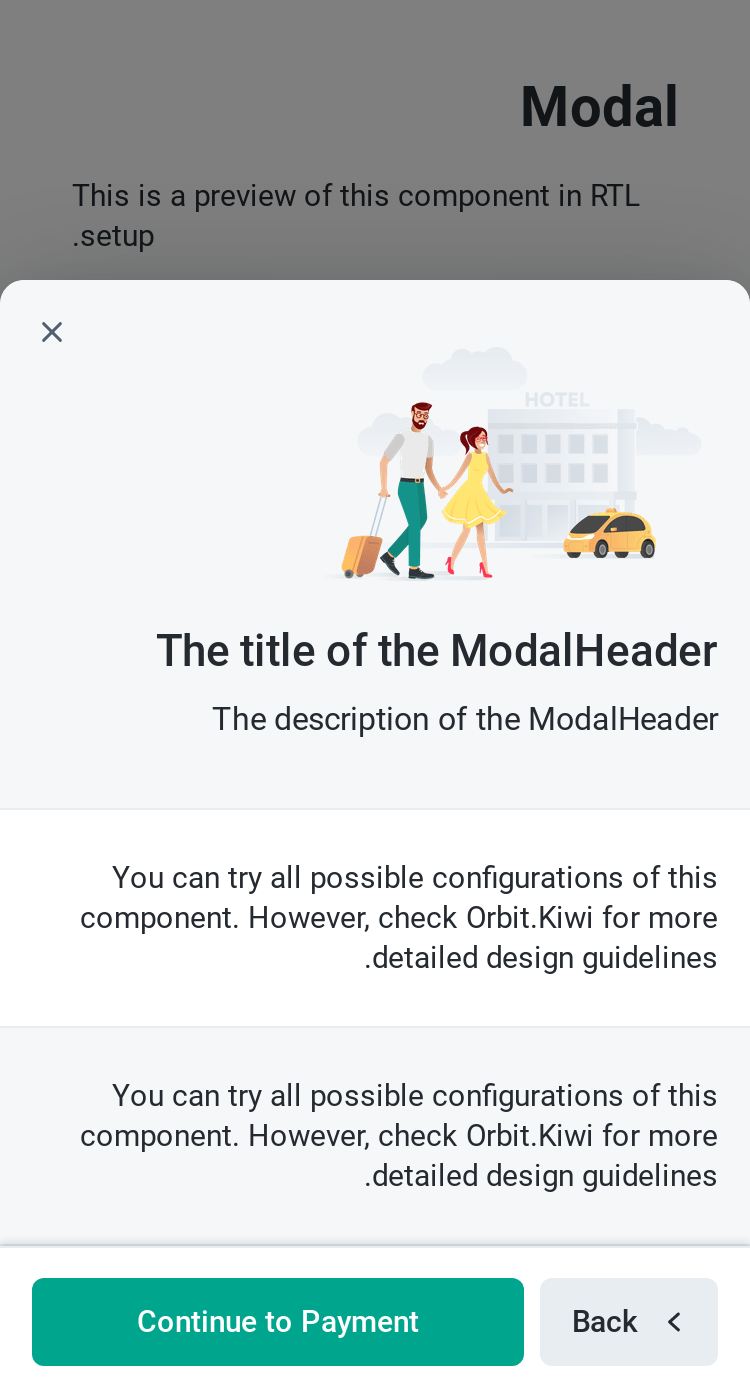 Modal
This is a preview of this component in RTL
.setup
HOTEL
The title of the ModalHeader
The description of the ModalHeader
You can try all possible configurations of this
component. However, check Orbit.Kiwi for more
.detailed design guidelines
You can try all possible configurations of this
component. However, check Orbit.Kiwi for more
.detailed design guidelines
Continue to Payment
Back